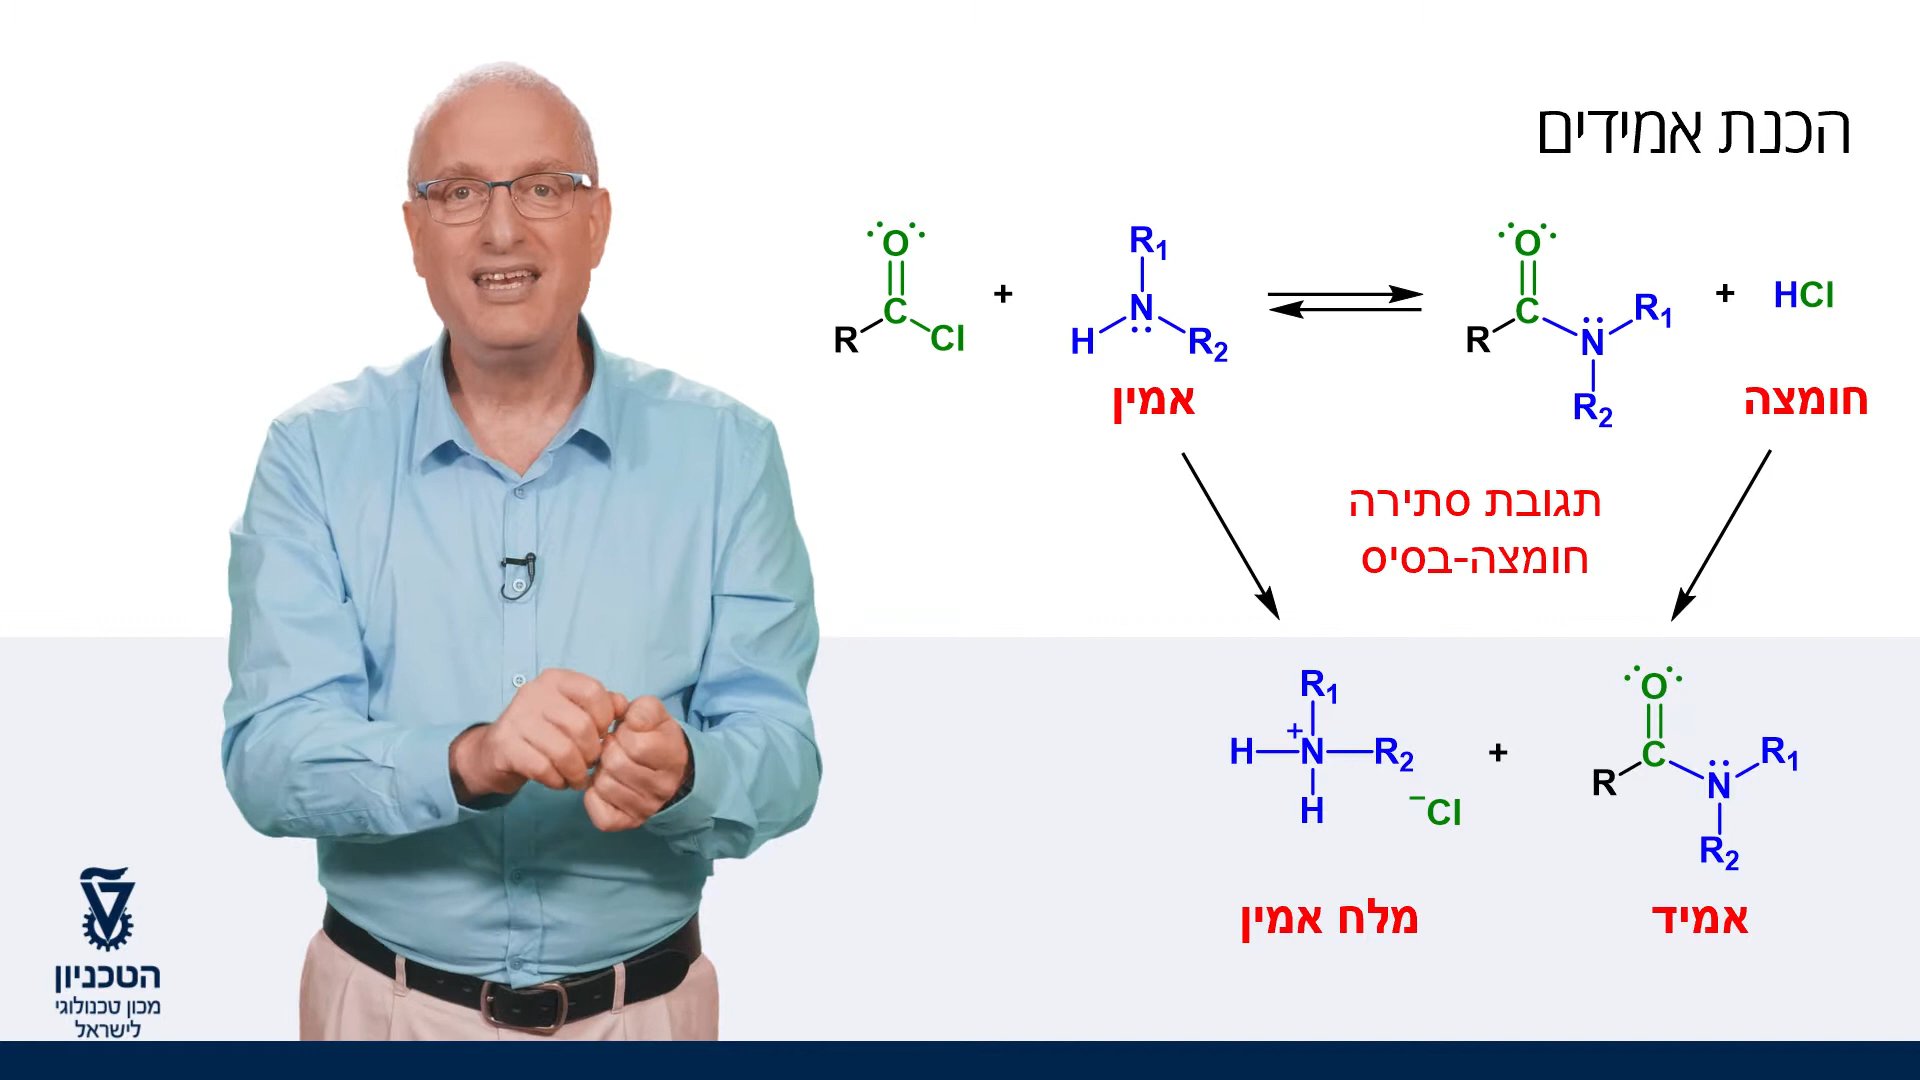 הכנת אמידים
O
R C Cl
+
R1
H N R2
O
R C N R1
R2
+
HCl
אמין
חומצה
תגובת סתירה
חומצה-בסיס
R1
H N + R2
H
−Cl
+
O
R C N R1
R2
מלח אמין
אמיד
הטכניון
מכון טכנולוגי
לישראל